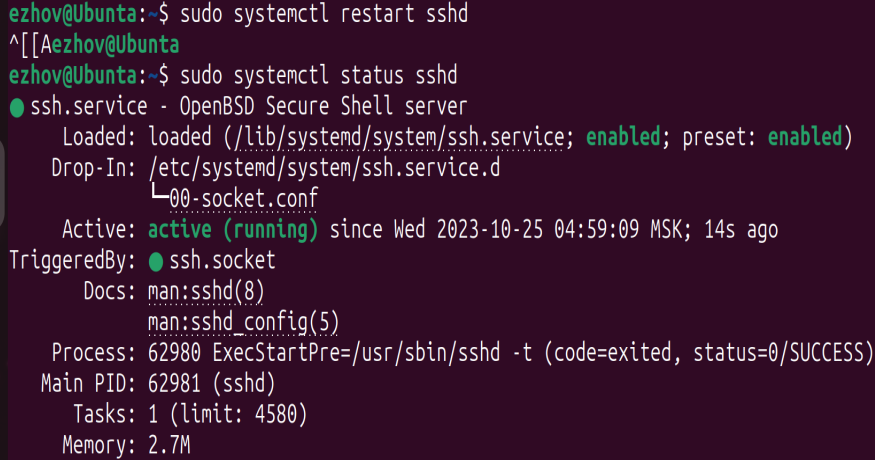 ezhov@Ubuntu:~$ sudo systemctl restart sshd
^[[Aezhov@Ubuntu
ezhov@Ubuntu:~$ sudo systemctl status sshd
● ssh.service - OpenBSD Secure Shell server
     Loaded: loaded (/lib/systemd/system/ssh.service; enabled; preset: enabled)
    Drop-In: /etc/systemd/system/ssh.service.d
             └─00-socket.conf
     Active: active (running) since Wed 2023-10-25 04:59:09 MSK; 14s ago
TriggeredBy: ● ssh.socket
       Docs: man:sshd(8)
             man:sshd_config(5)
    Process: 62980 ExecStartPre=/usr/sbin/sshd -t (code=exited, status=0/SUCCESS)
   Main PID: 62981 (sshd)
      Tasks: 1 (limit: 4580)
     Memory: 2.7M